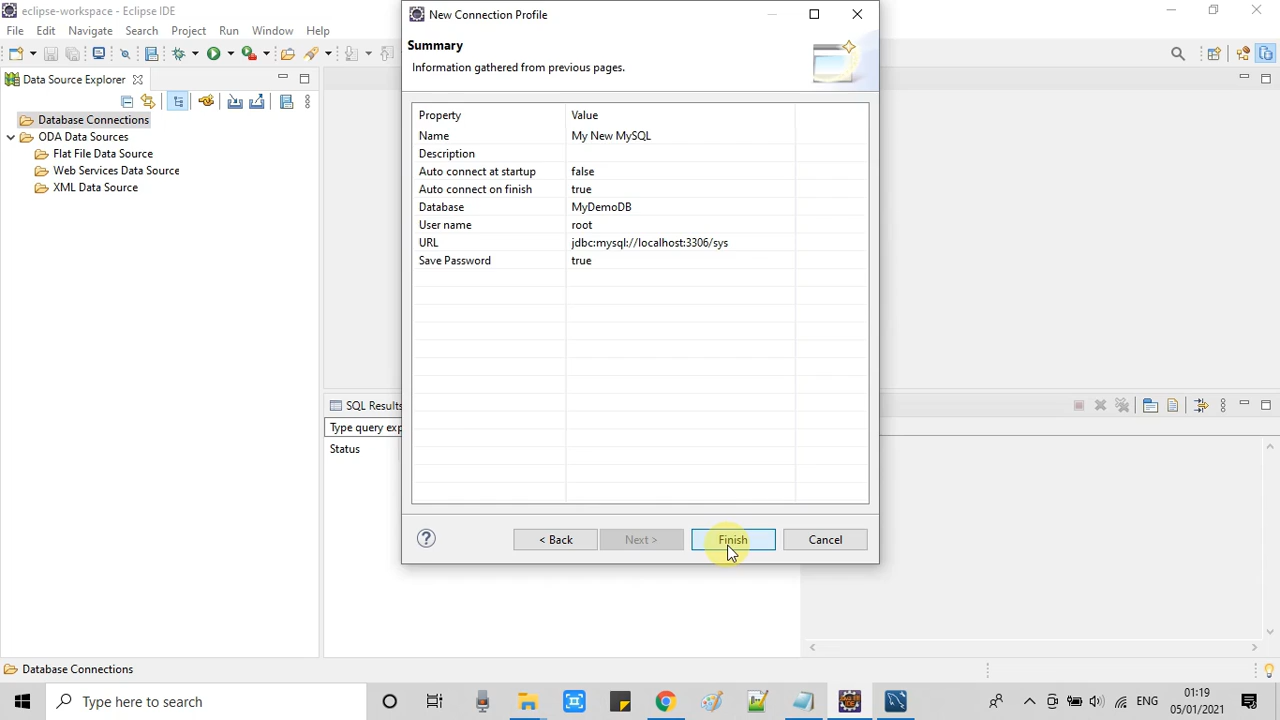 eclipse-workspace - Eclipse IDE
File Edit Navigate Search Project Run Window Help
Data Source Explorer
Database Connections
ODA Data Sources
Flat File Data Source
Web Services Data Source
XML Data Source
New Connection Profile
Summary
Information gathered from previous pages.
Property Value
Name My New MySQL
Description
Auto connect at startup false
Auto connect on finish true
Database MyDemoDB
User name root
URL jdbc:mysql://localhost:3306/sys
Save Password true
< Back Next > Finish Cancel
SQL Results
Type query exp
Status
Database Connections
Type here to search
ENG
01:19
05/01/2021